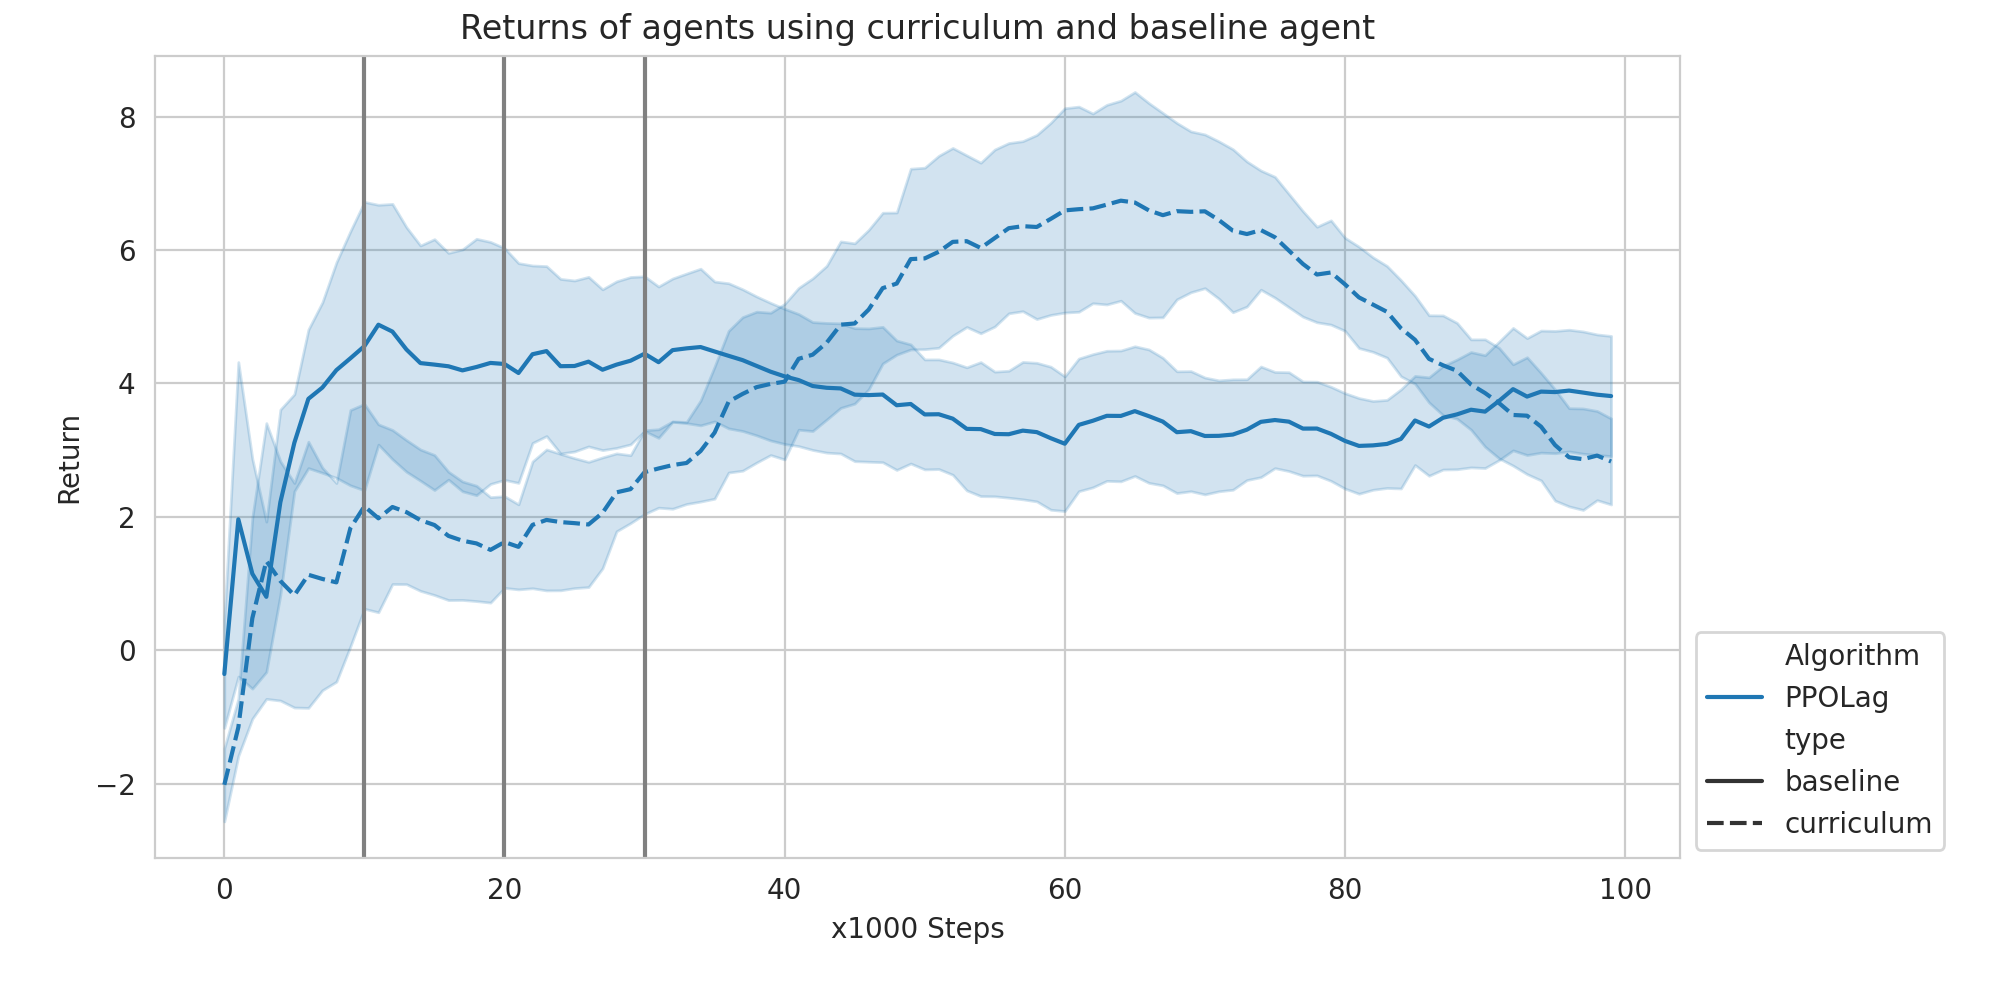 Returns of agents using curriculum and baseline agent
Return
8
6
4
2
0
−2
0 20 40 60 80 100
x1000 Steps
Algorithm
PPOLag
type
baseline
curriculum